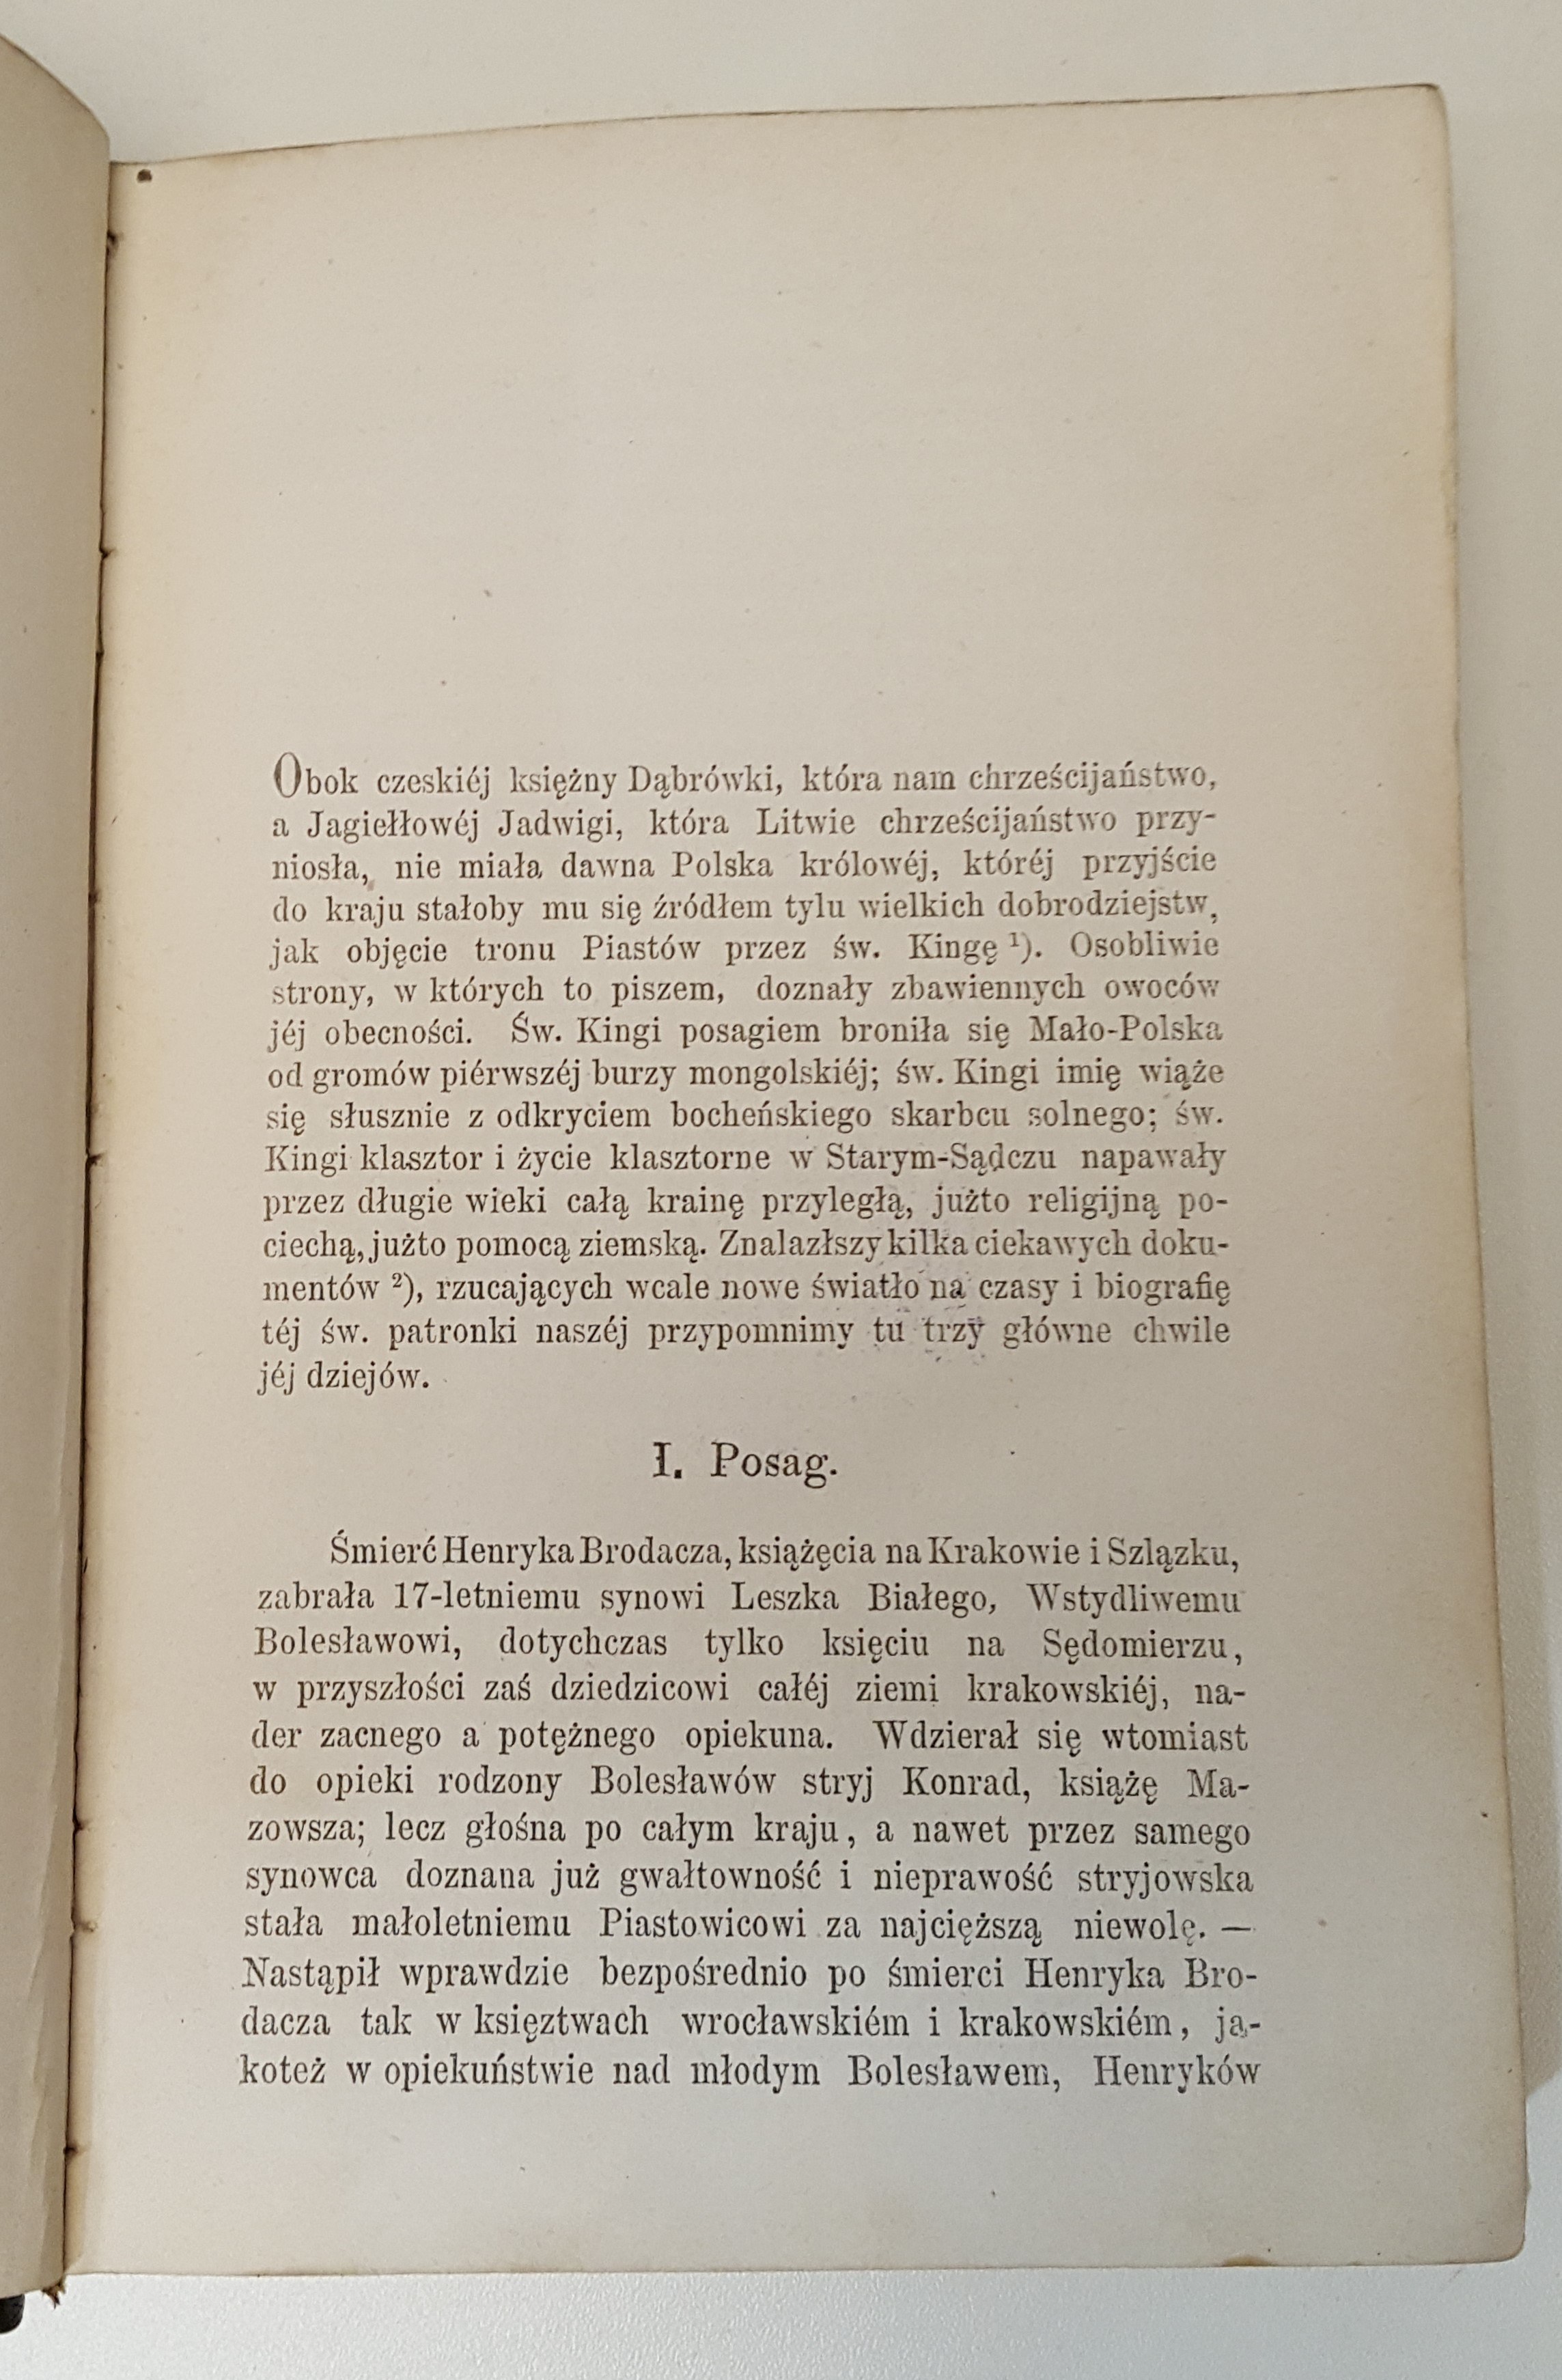 Obok czeskiéj księżny Dąbrówki, która nam chrześcijaństwo,
a Jagiełłowéj Jadwigi, która Litwie chrześcijaństwo przy-
niosła, nie miała dawna Polska królowéj, któréj przyjście
do kraju stałoby mu się źródłem tylu wielkich dobrodziejstw,
jak objęcie tronu Piastów przez św. Kingę ¹). Osobliwie
strony, w których to piszem, doznały zbawiennych owoców
jéj obecności. Św. Kingi posagiem broniła się Mało-Polska
od gromów piérwszéj burzy mongolskiéj; św. Kingi imię wiąże
się słusznie z odkryciem bocheńskiego skarbcu solnego; św.
Kingi klasztor i życie klasztorne w Starym-Sądczu napawały
przez długie wieki całą krainę przyległą, jużto religijną po-
ciechą, jużto pomocą ziemską. Znalazłszy kilka ciekawych doku-
mentów ²), rzucających wcale nowe światło na czasy i biografię
téj św. patronki naszéj przypomnimy tu trzy główne chwile
jéj dziejów.
I. Posag.
Śmierć Henryka Brodacza, książęcia na Krakowie i Szlązku,
zabrała 17-letniemu synowi Leszka Białego, Wstydliwemu
Bolesławowi, dotychczas tylko księciu na Sędomierzu,
w przyszłości zaś dziedzicowi całéj ziemi krakowskiéj, na-
der zacnego a potężnego opiekuna. Wdzierał się wtomiast
do opieki rodzony Bolesławów stryj Konrad, książę Ma-
zowsza; lecz głośna po całym kraju, a nawet przez samego
synowca doznana już gwałtowność i nieprawość stryjowska
stała małoletniemu Piastowicowi za najcięższą niewolę. —
Nastąpił wprawdzie bezpośrednio po śmierci Henryka Bro-
dacza tak w księztwach wrocławskiém i krakowskiém, ja-
koteż w opiekuństwie nad młodym Bolesławem, Henryków